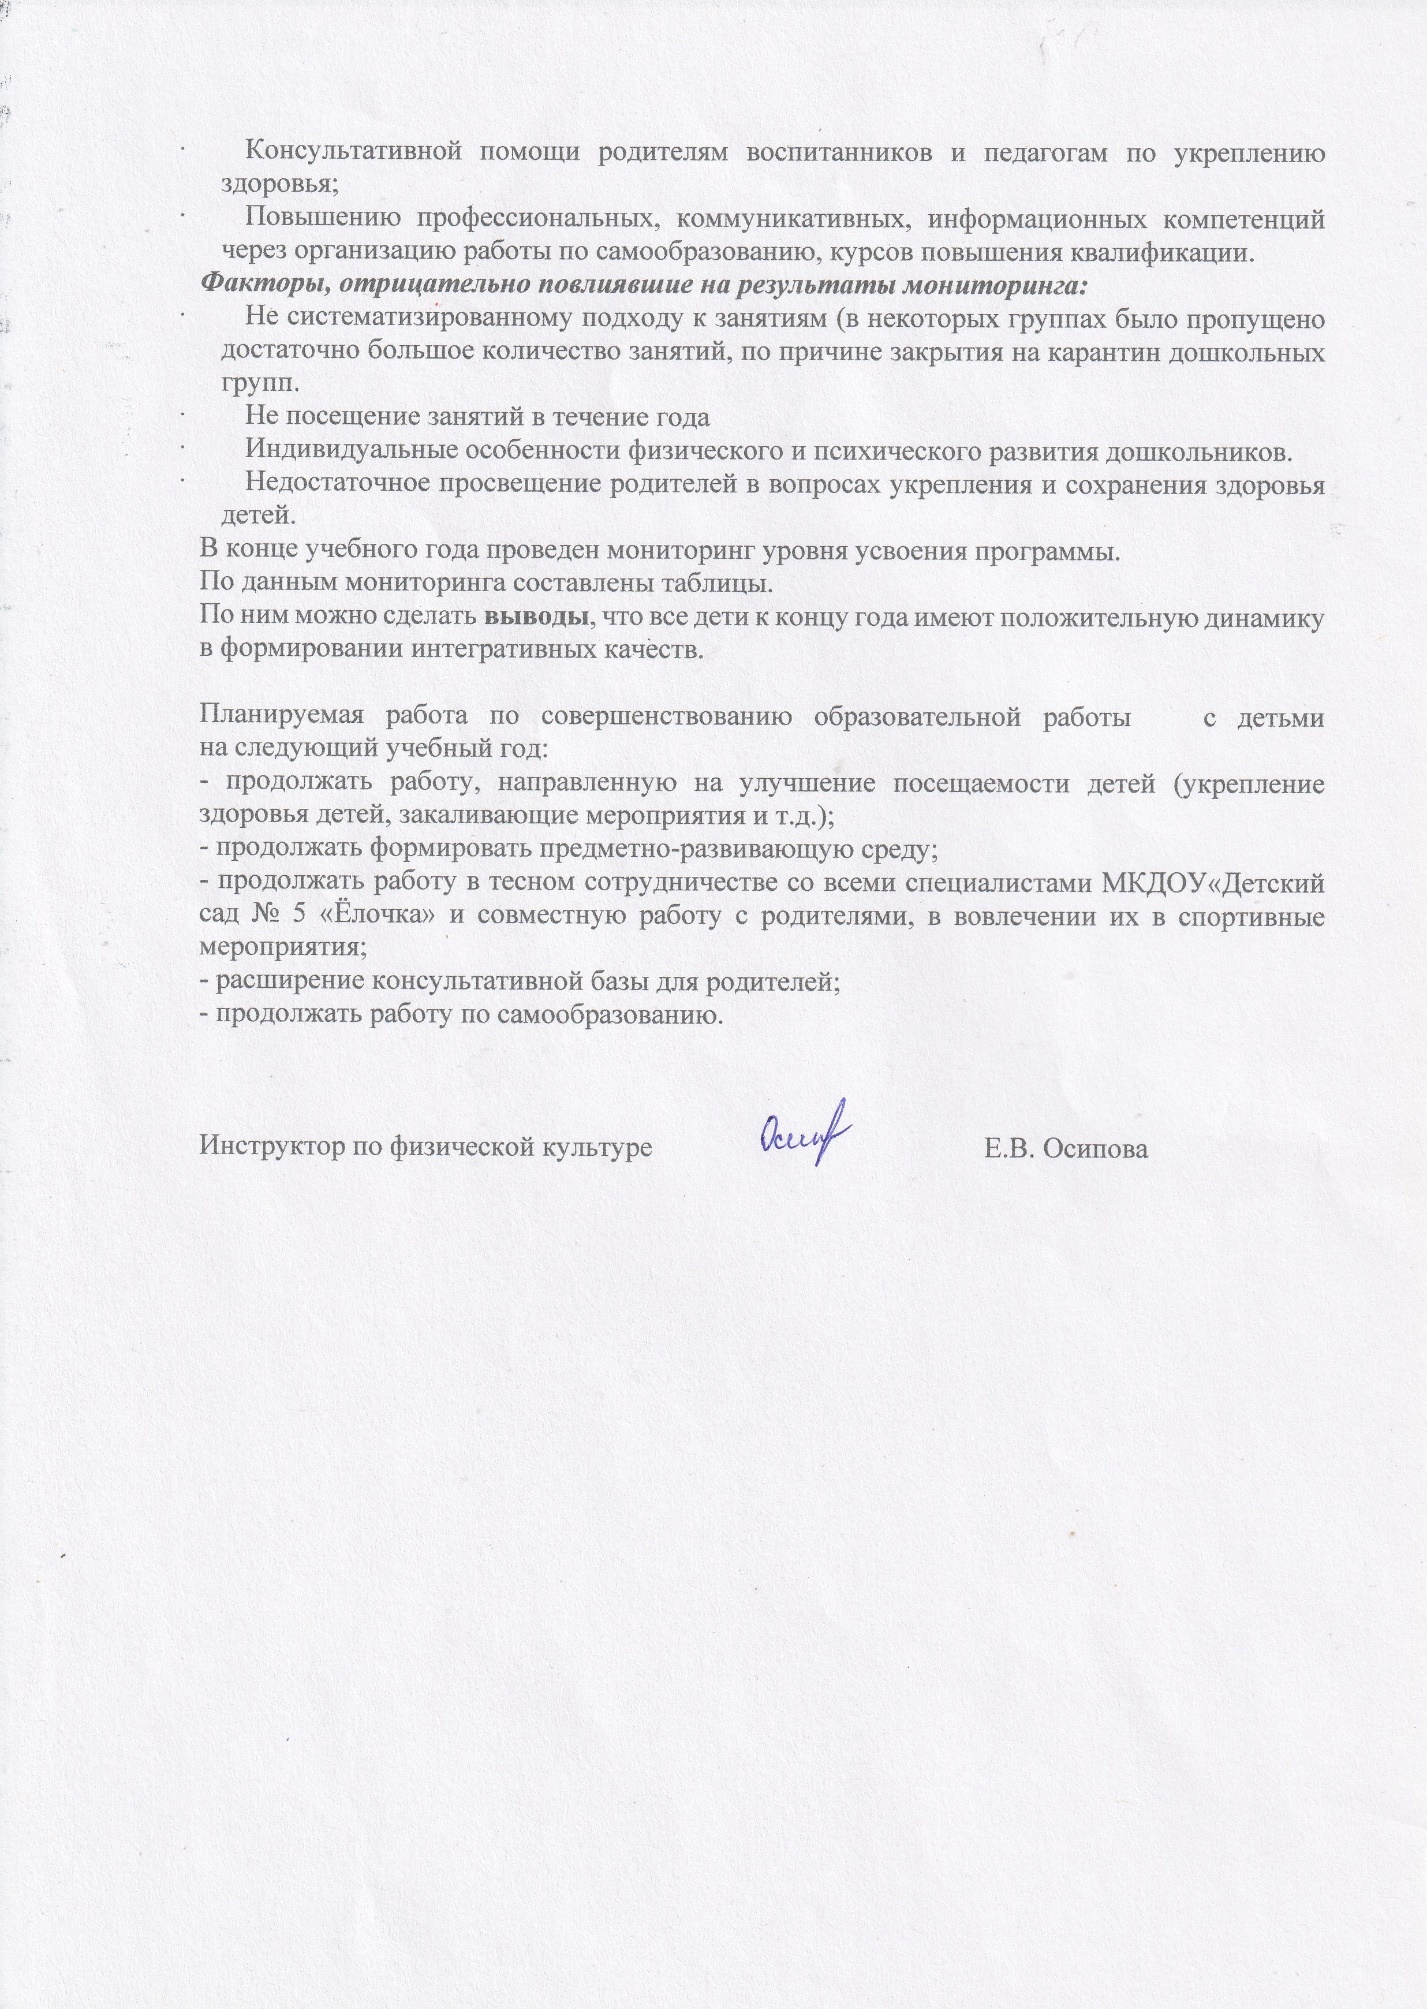 · Консультативной помощи родителям воспитанников и педагогам по укреплению
здоровья;
· Повышению профессиональных, коммуникативных, информационных компетенций
через организацию работы по самообразованию, курсов повышения квалификации.
Факторы, отрицательно повлиявшие на результаты мониторинга:
· Не систематизированному подходу к занятиям (в некоторых группах было пропущено
достаточно большое количество занятий, по причине закрытия на карантин дошкольных
групп.
· Не посещение занятий в течение года
· Индивидуальные особенности физического и психического развития дошкольников.
· Недостаточное просвещение родителей в вопросах укрепления и сохранения здоровья
детей.
В конце учебного года проведен мониторинг уровня усвоения программы.
По данным мониторинга составлены таблицы.
По ним можно сделать выводы, что все дети к концу года имеют положительную динамику
в формировании интегративных качеств.
Планируемая работа по совершенствованию образовательной работы с детьми
на следующий учебный год:
- продолжать работу, направленную на улучшение посещаемости детей (укрепление
здоровья детей, закаливающие мероприятия и т.д.);
- продолжать формировать предметно-развивающую среду;
- продолжать работу в тесном сотрудничестве со всеми специалистами МКДОУ«Детский
сад № 5 «Ёлочка» и совместную работу с родителями, в вовлечении их в спортивные
мероприятия;
- расширение консультативной базы для родителей;
- продолжать работу по самообразованию.
Инструктор по физической культуре Е.В. Осипова